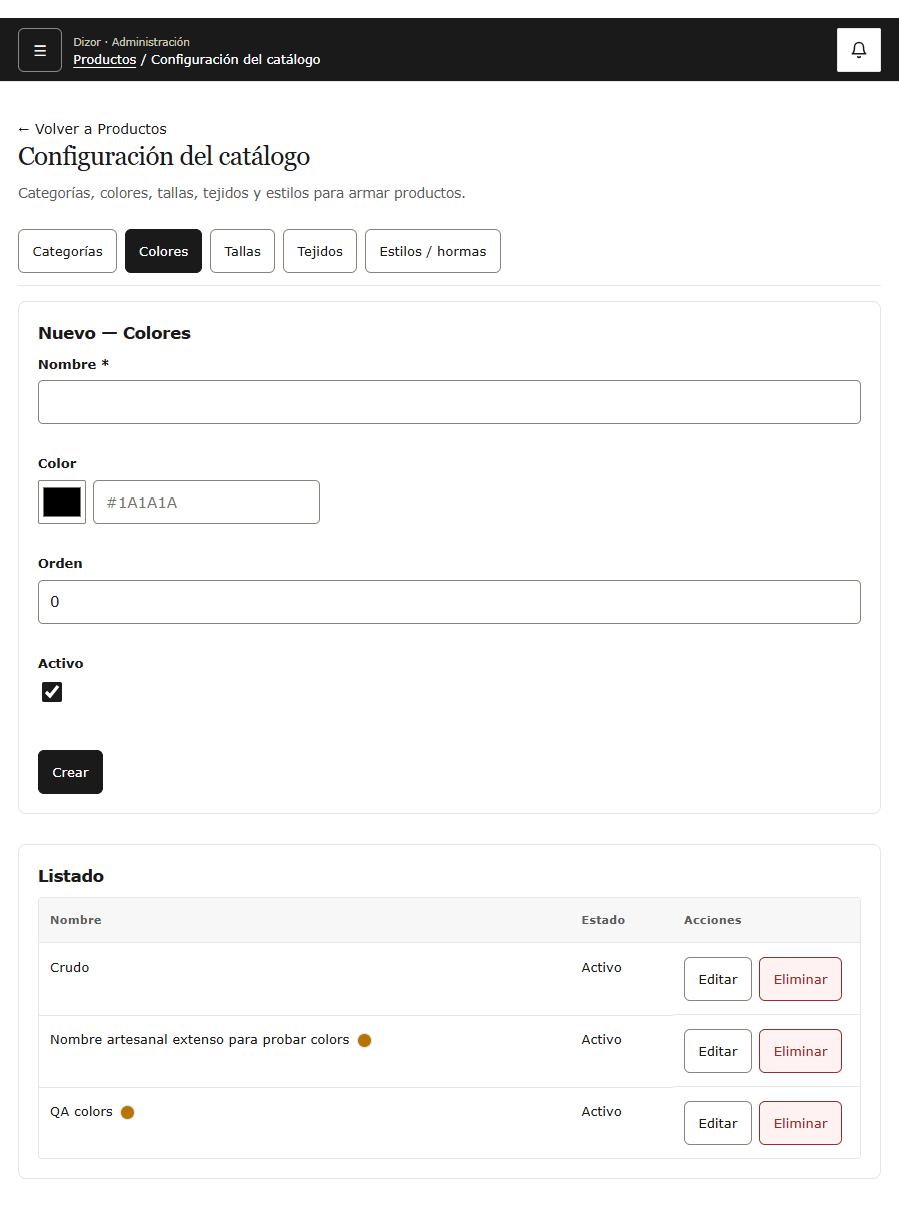 ☰
Dizor · Administración
Productos / Configuración del catálogo
← Volver a Productos
Configuración del catálogo
Categorías, colores, tallas, tejidos y estilos para armar productos.
Categorías Colores Tallas Tejidos Estilos / hormas
Nuevo — Colores
Nombre *
Color
#1A1A1A
Orden
0
Activo
Crear
Listado
Nombre Estado Acciones
Crudo Activo Editar Eliminar
Nombre artesanal extenso para probar colors Activo Editar Eliminar
QA colors Activo Editar Eliminar